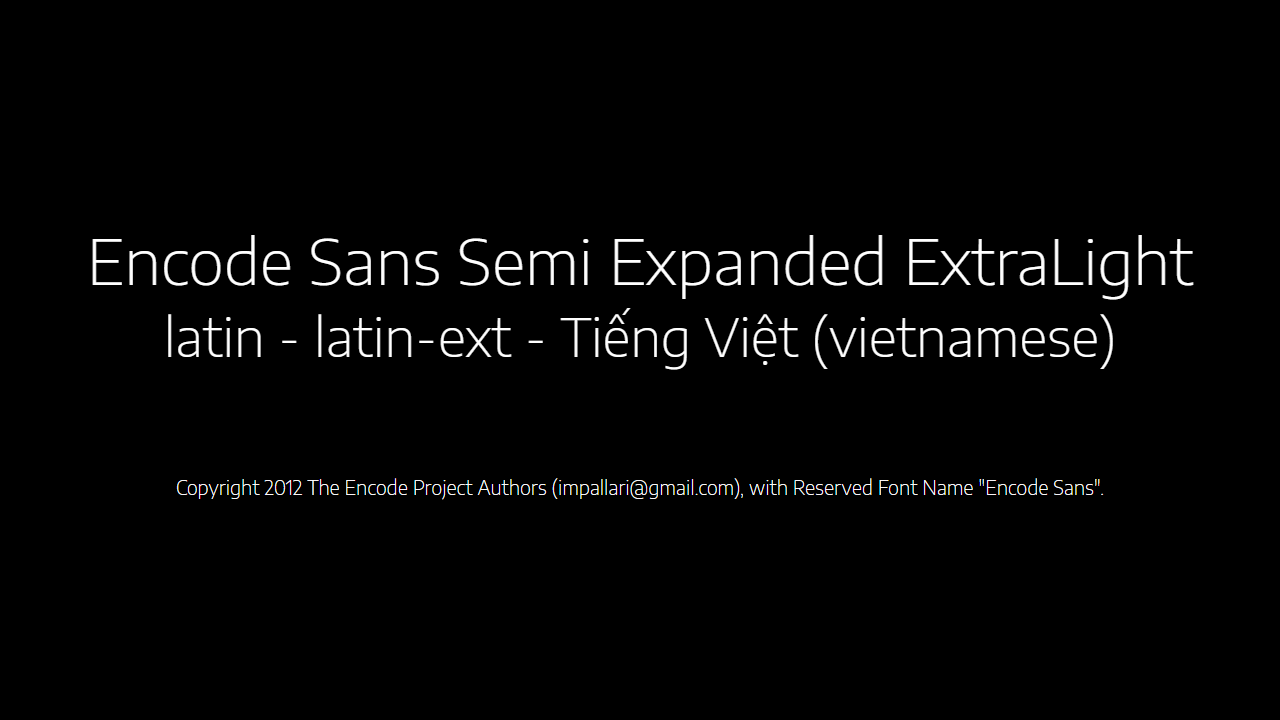 Encode Sans Semi Expanded ExtraLight
latin - latin-ext - Tiếng Việt (vietnamese)
Copyright 2012 The Encode Project Authors (impallari@gmail.com), with Reserved Font Name "Encode Sans".